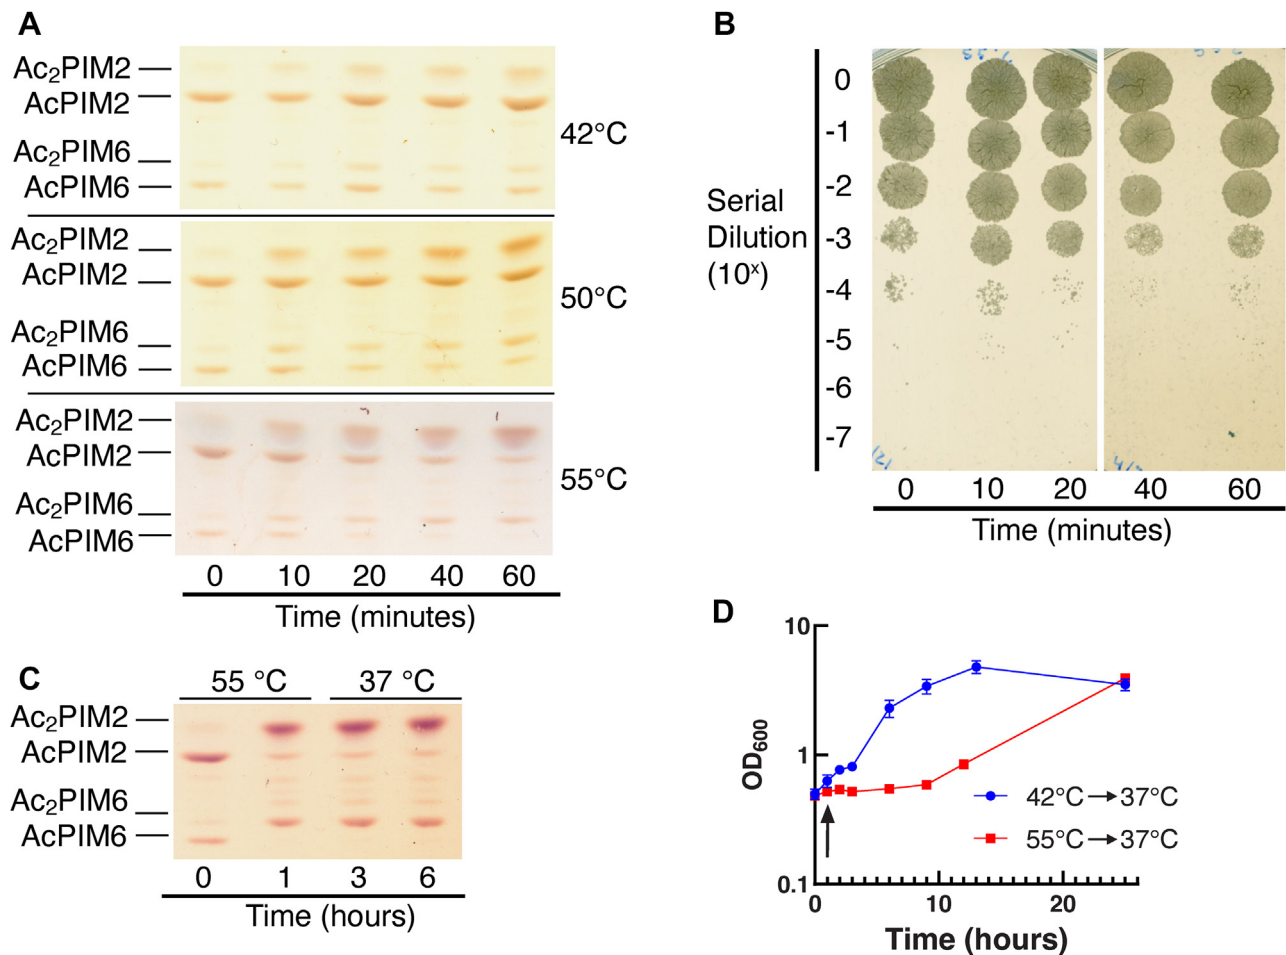 A
Ac₂PIM2
AcPIM2
Ac₂PIM6
AcPIM6
42°C
Ac₂PIM2
AcPIM2
Ac₂PIM6
AcPIM6
50°C
Ac₂PIM2
AcPIM2
Ac₂PIM6
AcPIM6
55°C
0 10 20 40 60
Time (minutes)
B
Serial
Dilution
(10ˣ)
0
-1
-2
-3
-4
-5
-6
-7
0 10 20 40 60
Time (minutes)
C
55 °C 37 °C
Ac₂PIM2
AcPIM2
Ac₂PIM6
AcPIM6
0 1 3 6
Time (hours)
D
OD₆₀₀
10
1
0.1
42°C→37°C
55°C→37°C
0 10 20
Time (hours)